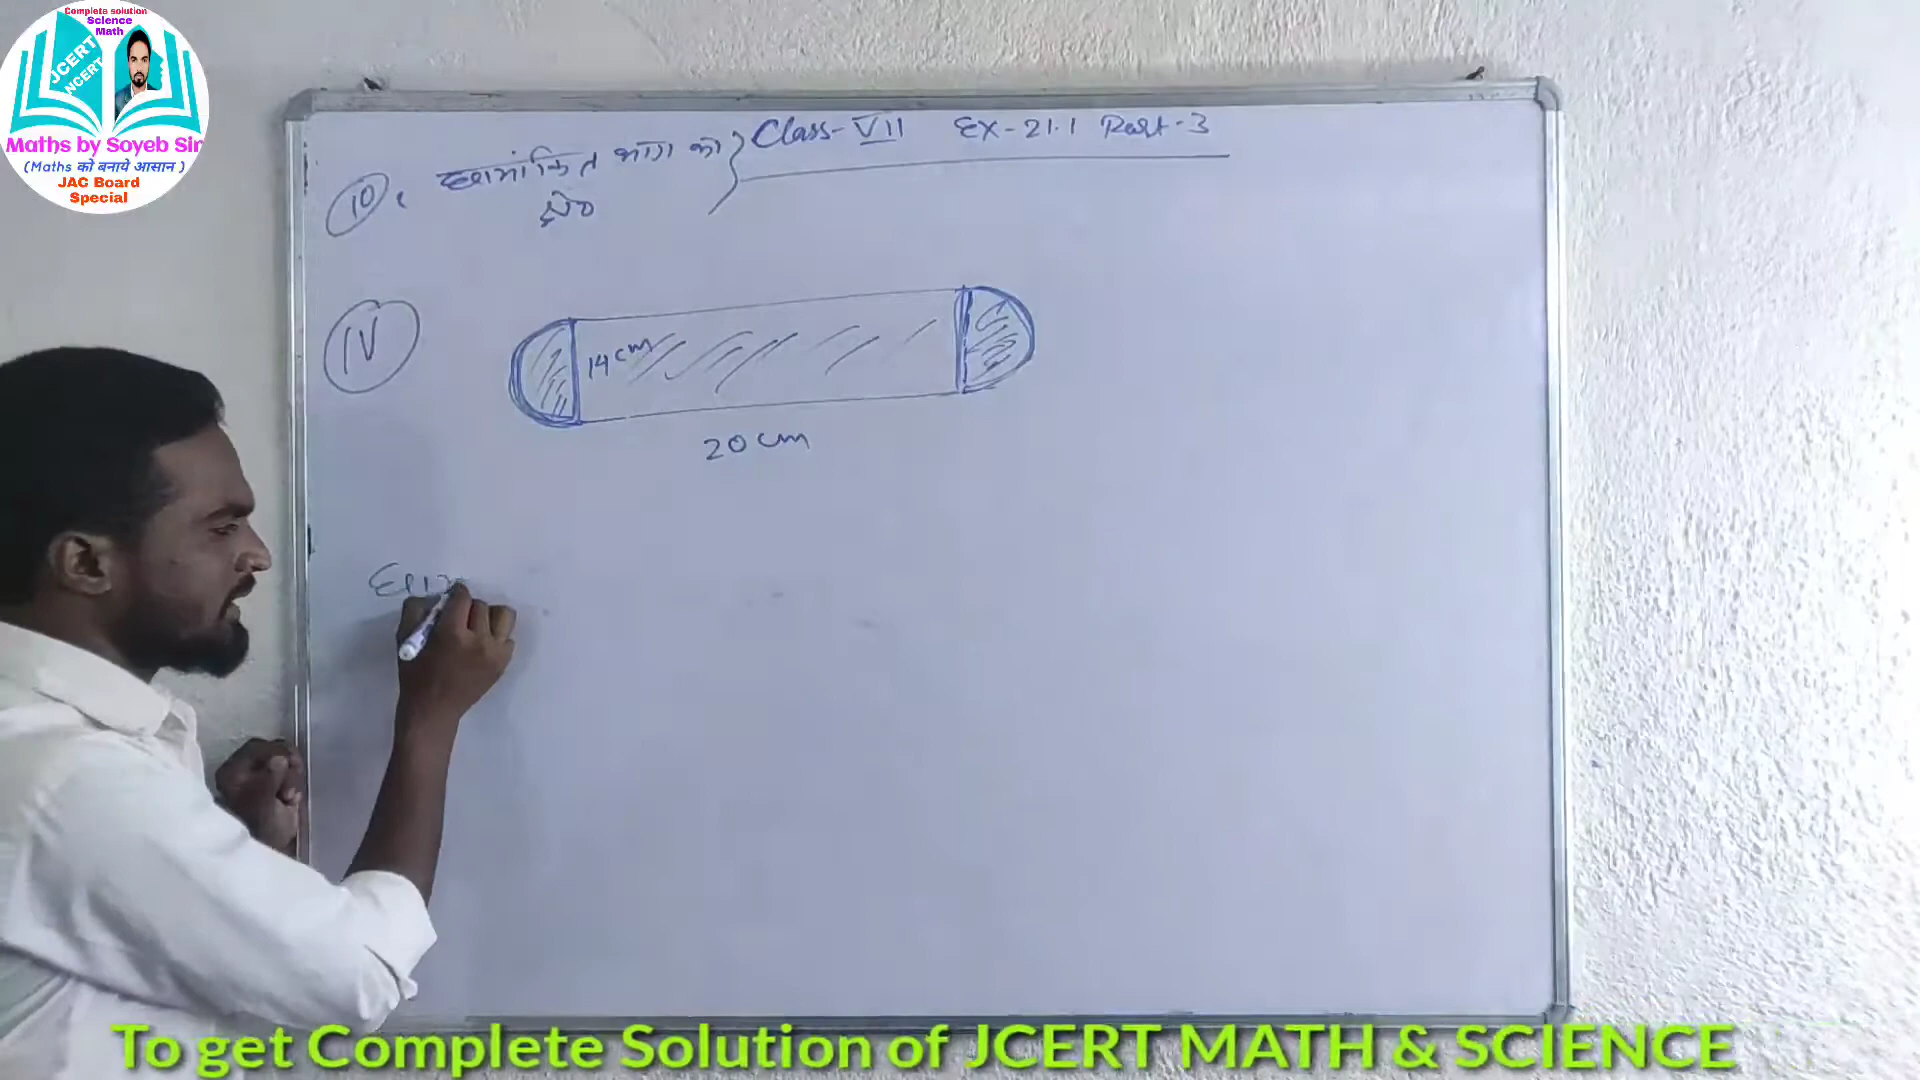 Complete solution
Science
Math
JCERT
NCERT
Maths by Soyeb Sir
(Maths को बनाये आसान )
JAC Board
Special
Class-VII Ex-21.1 Part-3
10. छायांकित भाग का
क्षे०
IV
14cm
20cm
To get Complete Solution of JCERT MATH & SCIENCE